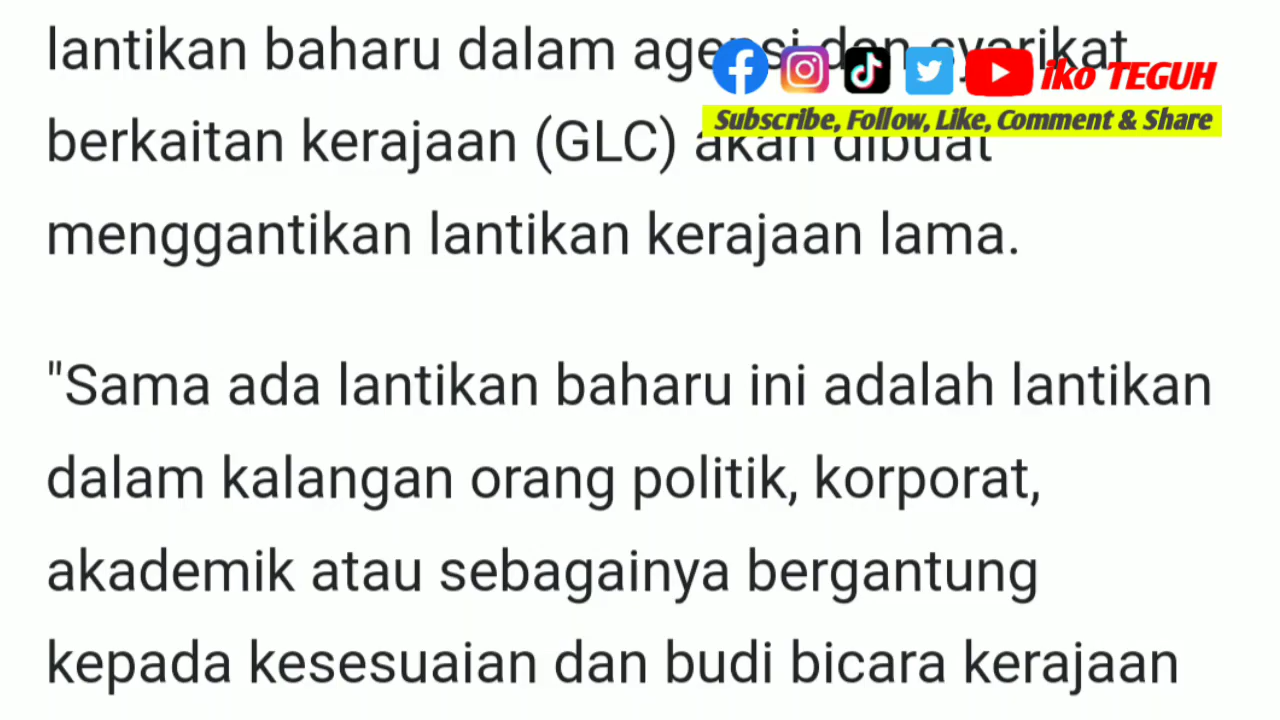 lantikan baharu dalam agensi dan syarikat
iko TEGUH
Subscribe, Follow, Like, Comment & Share
berkaitan kerajaan (GLC) akan dibuat
menggantikan lantikan kerajaan lama.
"Sama ada lantikan baharu ini adalah lantikan
dalam kalangan orang politik, korporat,
akademik atau sebagainya bergantung
kepada kesesuaian dan budi bicara kerajaan